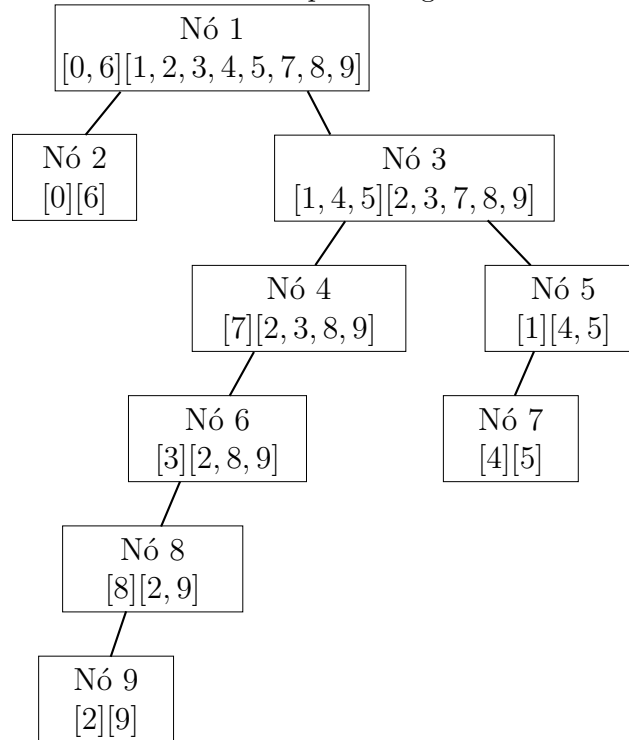 Nó 1
[0, 6][1, 2, 3, 4, 5, 7, 8, 9]
Nó 2
[0][6]
Nó 3
[1, 4, 5][2, 3, 7, 8, 9]
Nó 4
[7][2, 3, 8, 9]
Nó 5
[1][4, 5]
Nó 6
[3][2, 8, 9]
Nó 7
[4][5]
Nó 8
[8][2, 9]
Nó 9
[2][9]